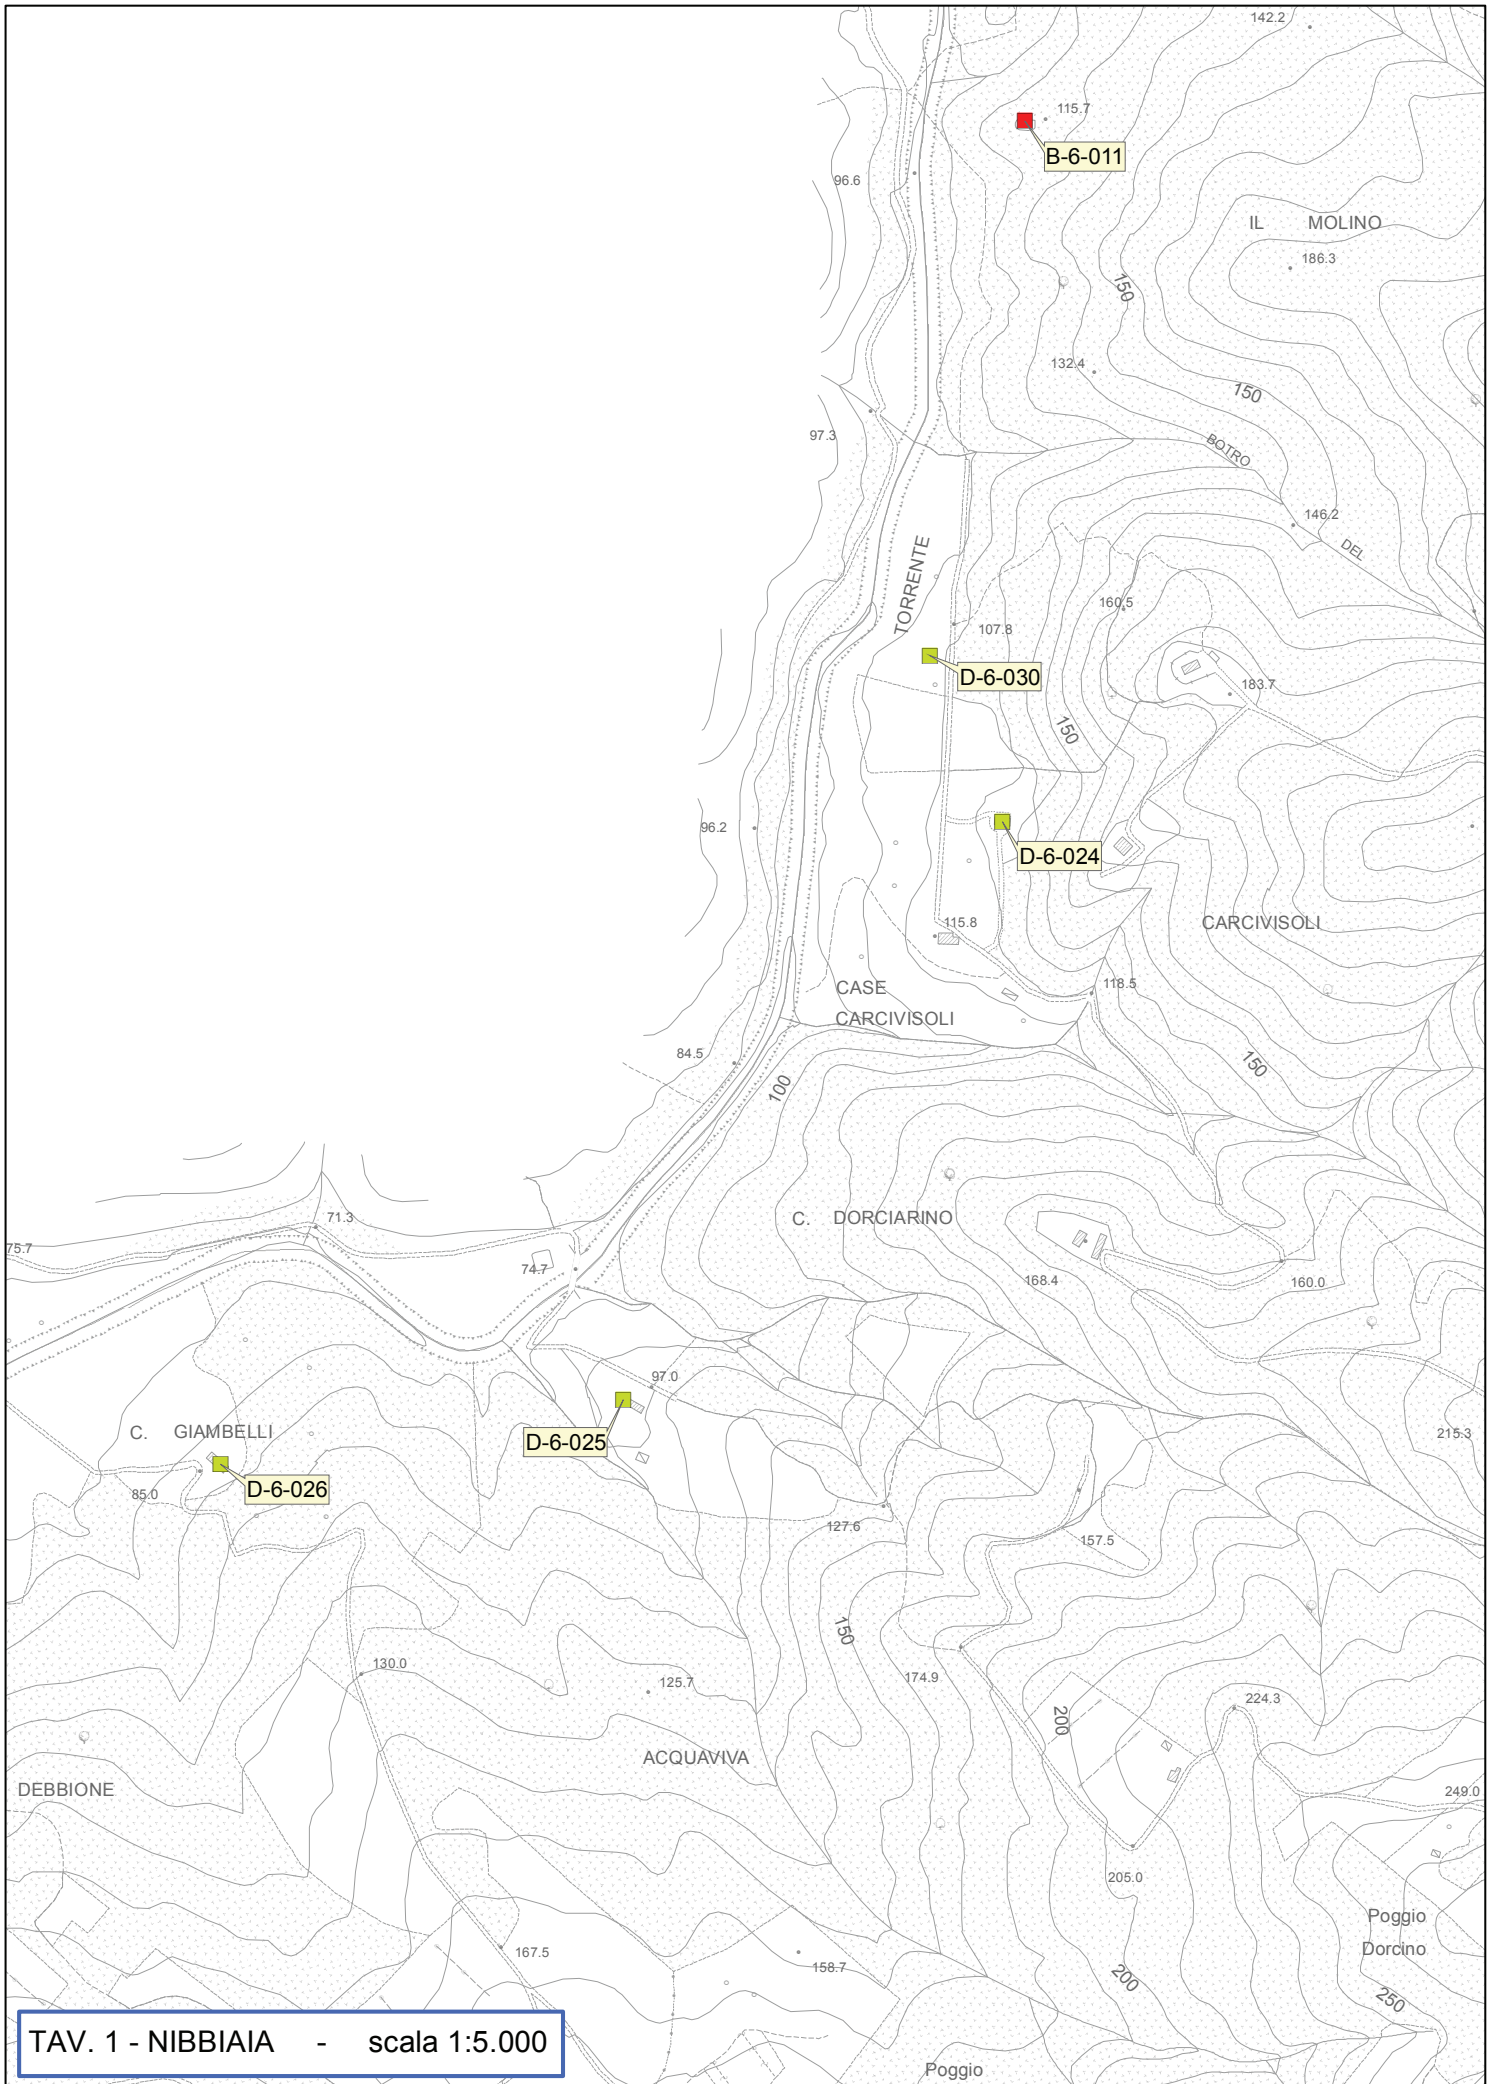 142.2
115.7
B-6-011
96.6
IL MOLINO
186.3
150
132.4
150
97.3
BOTRO
146.2
DEL
TORRENTE
160.5
107.8
D-6-030
183.7
150
96.2
D-6-024
115.8
CARCIVISOLI
CASE
CARCIVISOLI
118.5
84.5
150
100
71.3
C. DORCIARINO
75.7
74.7
168.4
160.0
97.0
C. GIAMBELLI
D-6-025
215.3
D-6-026
85.0
127.6
157.5
150
130.0
174.9
125.7
200
224.3
ACQUAVIVA
DEBBIONE
249.0
205.0
Poggio
Dorcino
167.5
158.7
200
250
TAV. 1 - NIBBIAIA - scala 1:5.000
Poggio